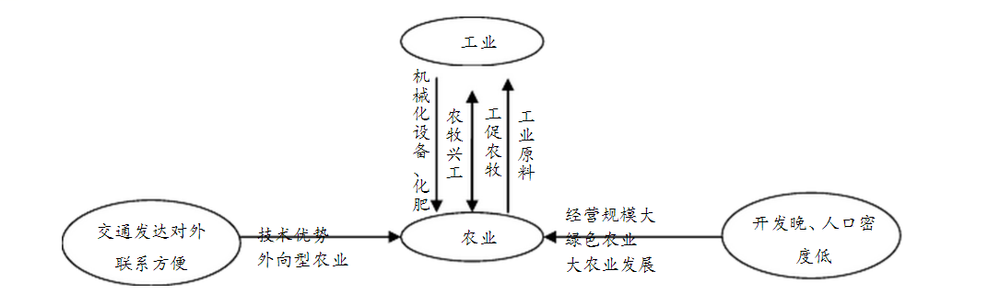 工业
机械化设备、化肥
农牧兴工
工促农牧
工业原料
交通发达对外
联系方便
技术优势
外向型农业
农业
经营规模大
绿色农业
大农业发展
开发晚、人口密
度低